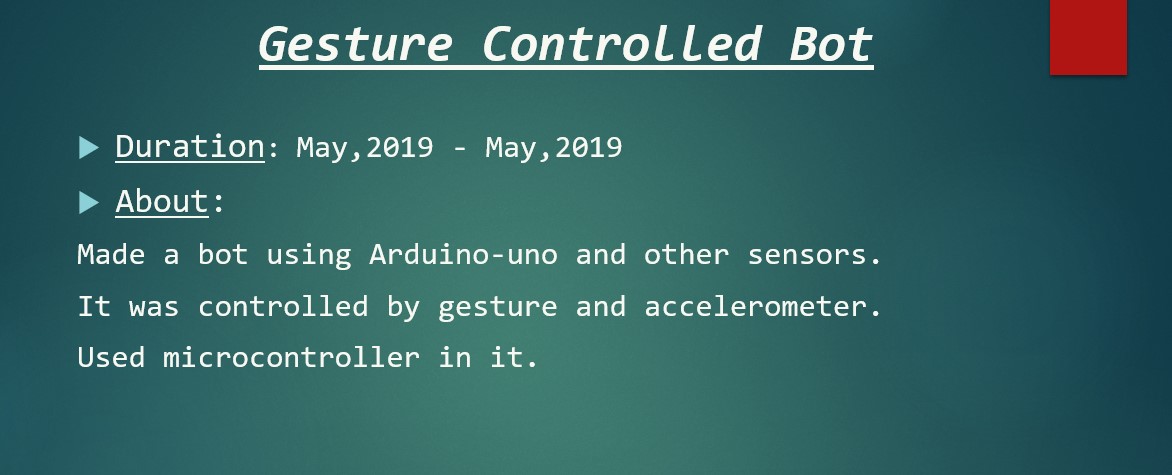 Gesture Controlled Bot
Duration: May,2019 - May,2019
About:
Made a bot using Arduino-uno and other sensors.
It was controlled by gesture and accelerometer.
Used microcontroller in it.